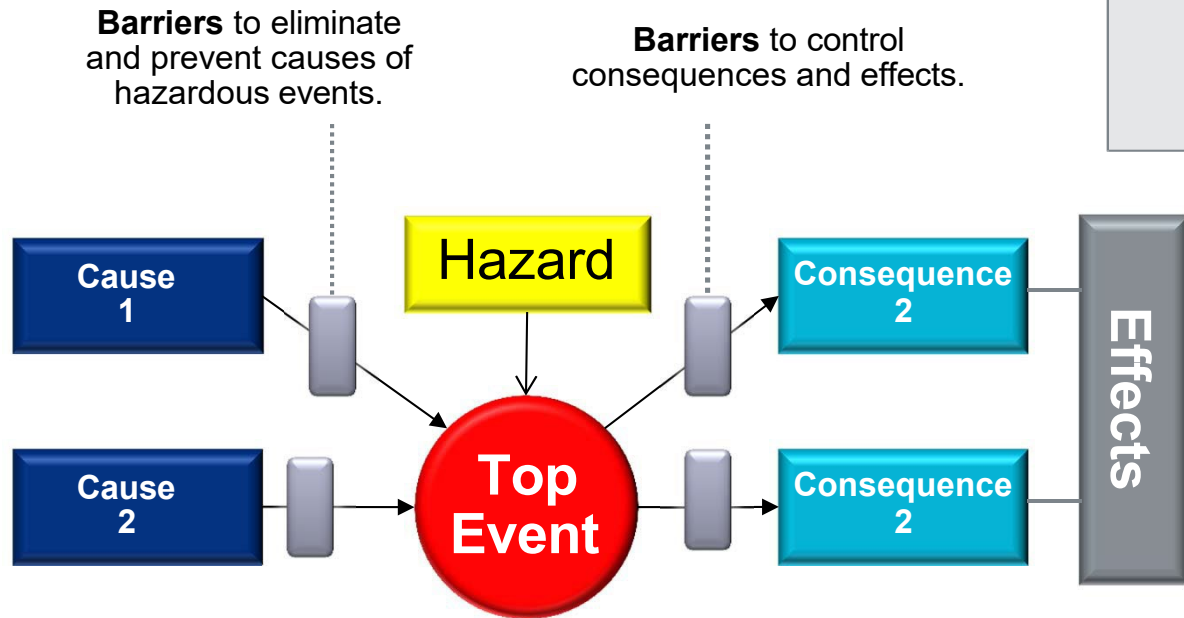 Barriers to eliminate
and prevent causes of
hazardous events.
Barriers to control
consequences and effects.
Hazard
Cause
1
Consequence
2
Effects
Cause
2
Top
Event
Consequence
2